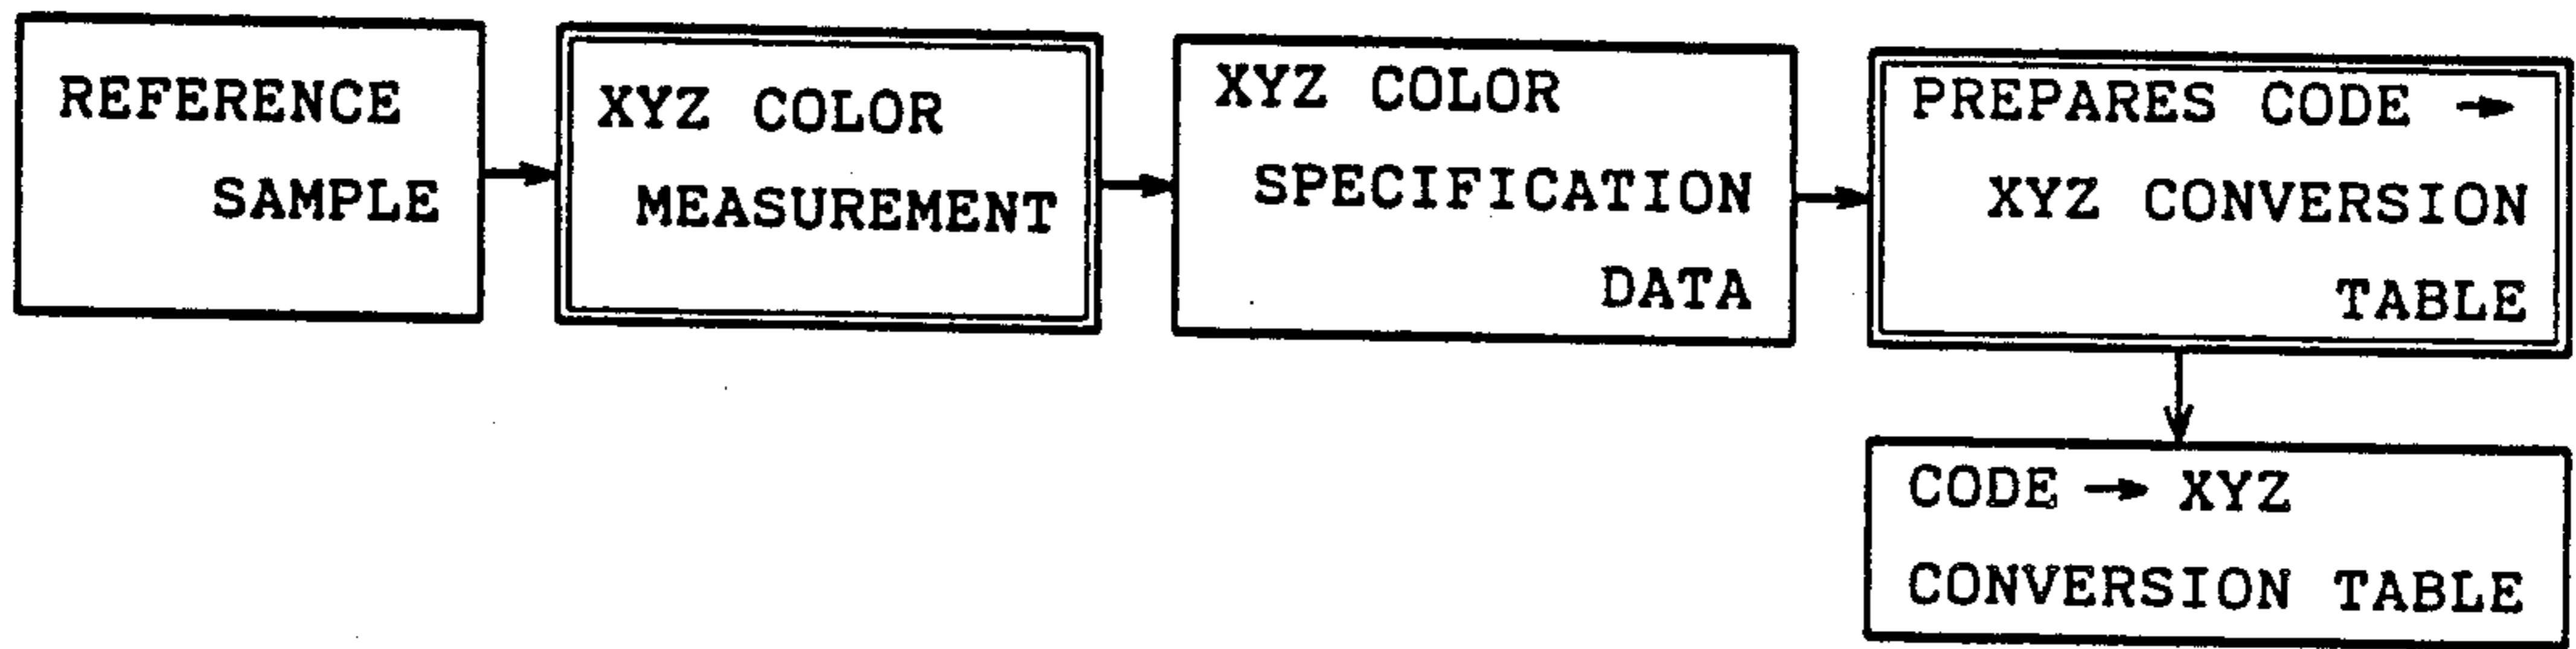 REFERENCE
SAMPLE
XYZ COLOR
MEASUREMENT
XYZ COLOR
SPECIFICATION
DATA
PREPARES CODE →
XYZ CONVERSION
TABLE
CODE → XYZ
CONVERSION TABLE